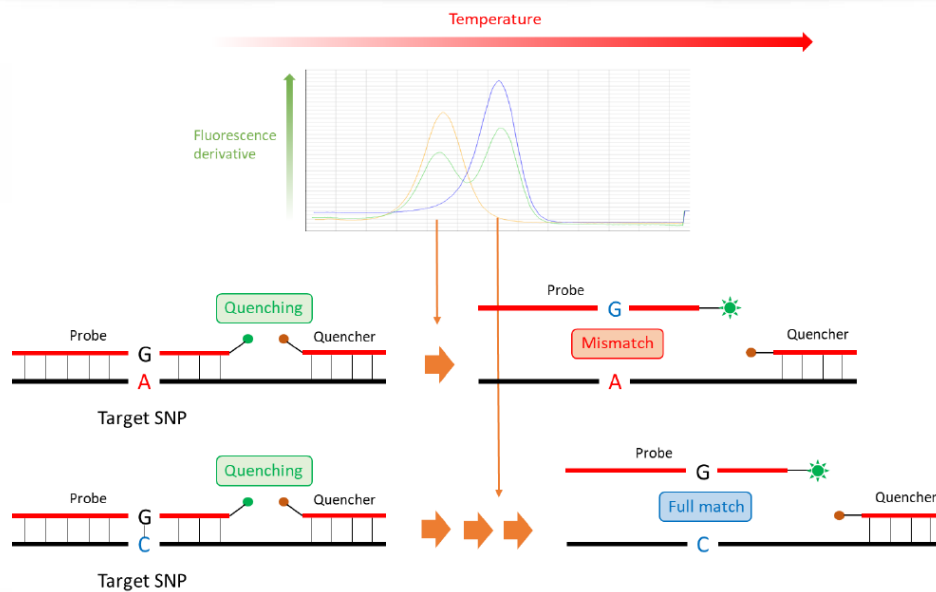 Temperature
Fluorescence
derivative
Probe
G
Quenching
Mismatch
Quencher
A
Probe
G
Quencher
A
Target SNP
Quenching
Probe
G
Quencher
C
Target SNP
Probe
G
Full match
Quencher
C